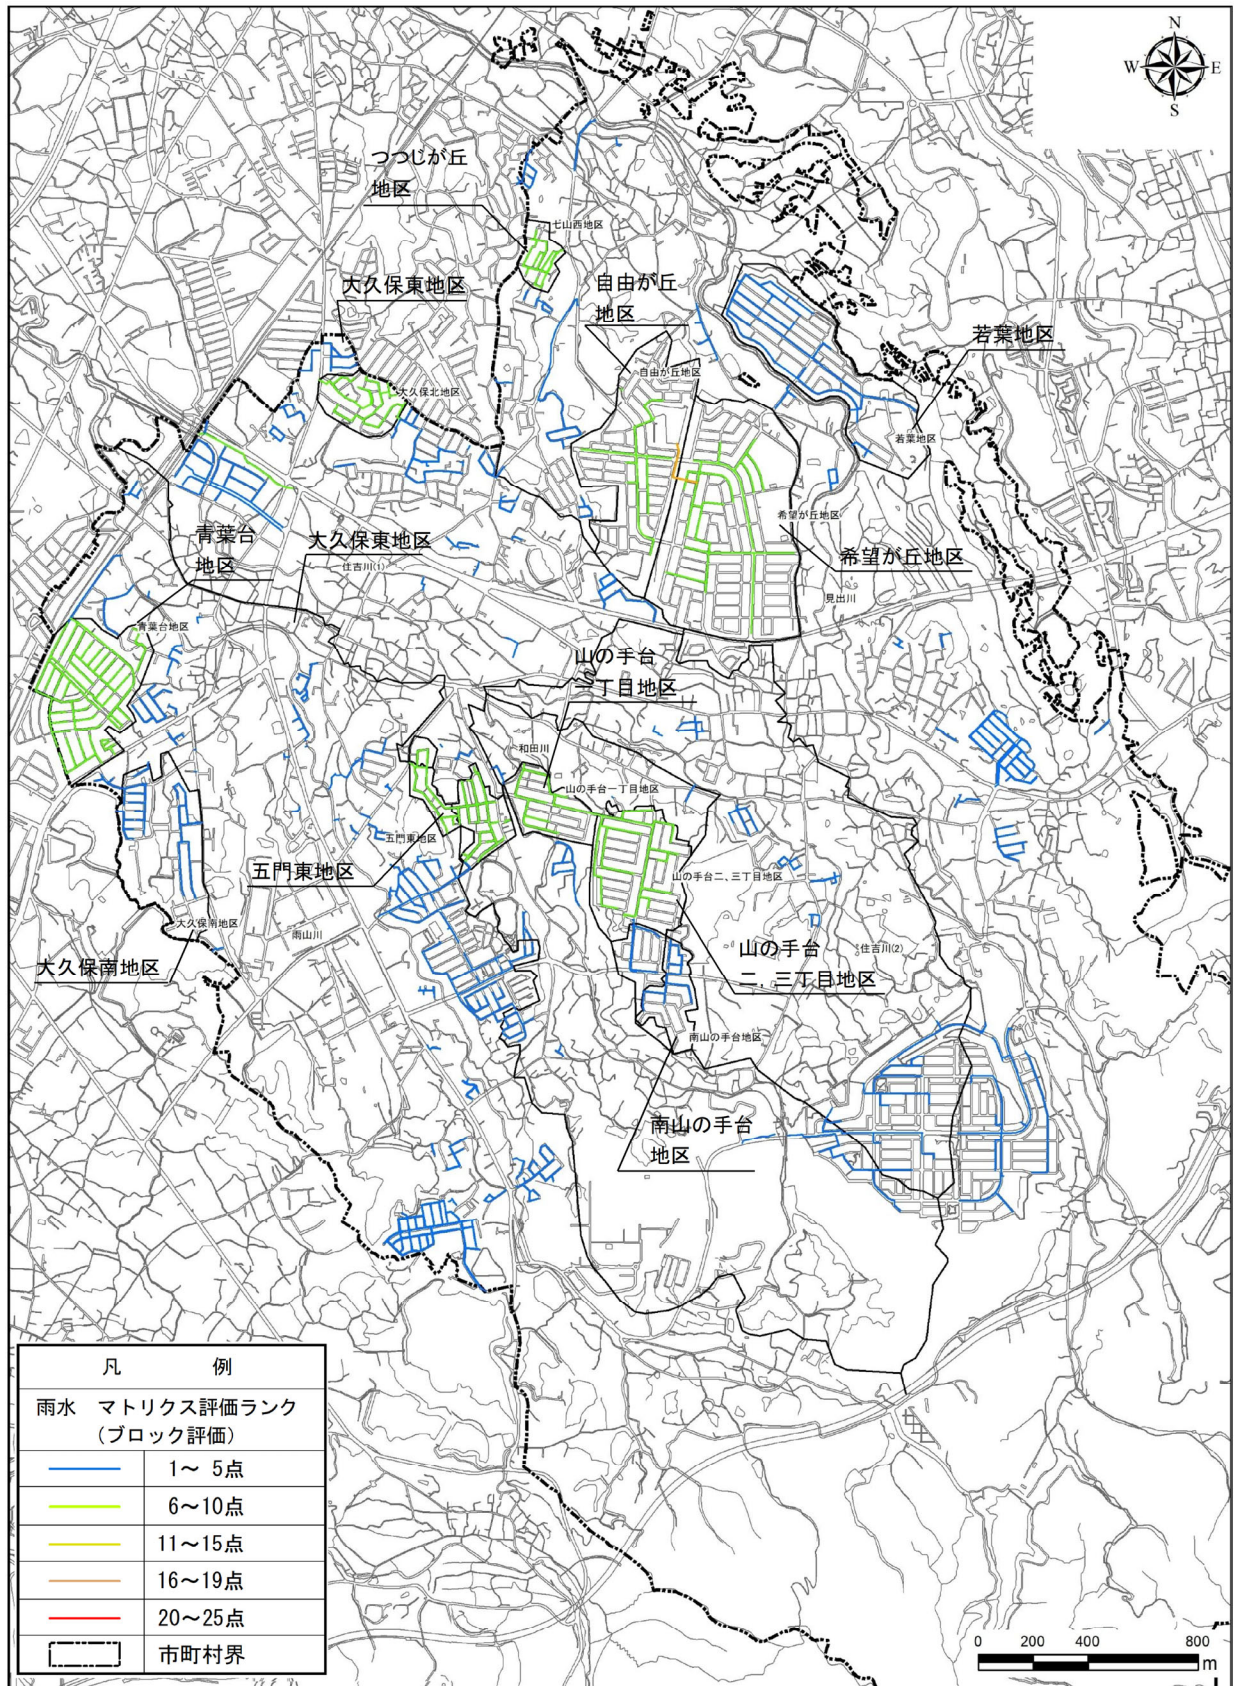 N
W
E
S
つつじが丘
地区
七山西地区
大久保東地区
自由が丘
地区
若葉地区
自由が丘地区
大久保北地区
若葉地区
希望が丘地区
青葉台
地区
大久保東地区
住吉川(1)
希望が丘地区
見出川
青葉台地区
山の手台
一丁目地区
和田川
山の手台一丁目地区
五門東地区
五門東地区
山の手台二、三丁目地区
大久保南地区
雨山川
大久保南地区
山の手台
二,三丁目地区
住吉川(2)
南山の手台地区
南山の手台
地区
凡 例
雨水 マトリクス評価ランク
(ブロック評価)
1～ 5点
6～10点
11～15点
16～19点
20～25点
市町村界
0 200 400 800
m